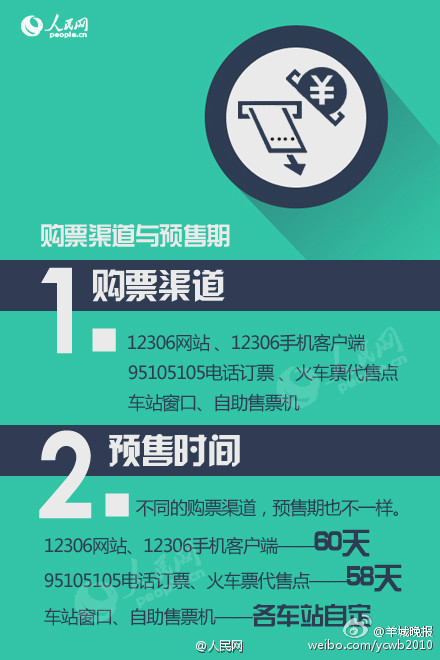 人民网
people.cn
¥
购票渠道与预售期
1.
购票渠道
12306网站、12306手机客户端
95105105电话订票、火车票代售点
车站窗口、自助售票机
人民网
2.
预售时间
不同的购票渠道，预售期也不一样。
12306网站、12306手机客户端——60天
95105105电话订票、火车票代售点——58天
人民网
车站窗口、自助售票机——各车站自定
@羊城晚报
@人民网
weibo.com/ycwb2010